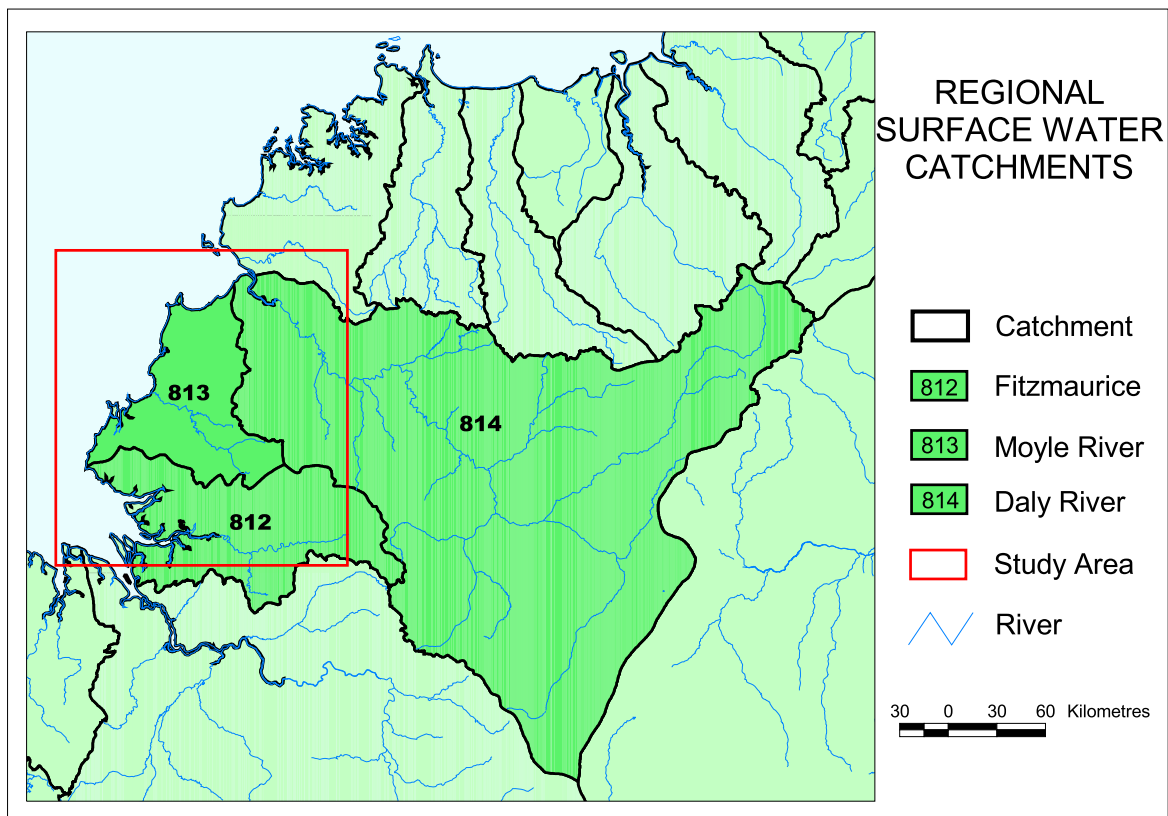 REGIONAL
SURFACE WATER
CATCHMENTS
Catchment
812 Fitzmaurice
813 Moyle River
814 Daly River
Study Area
River
30 0 30 60 Kilometres
813
814
812